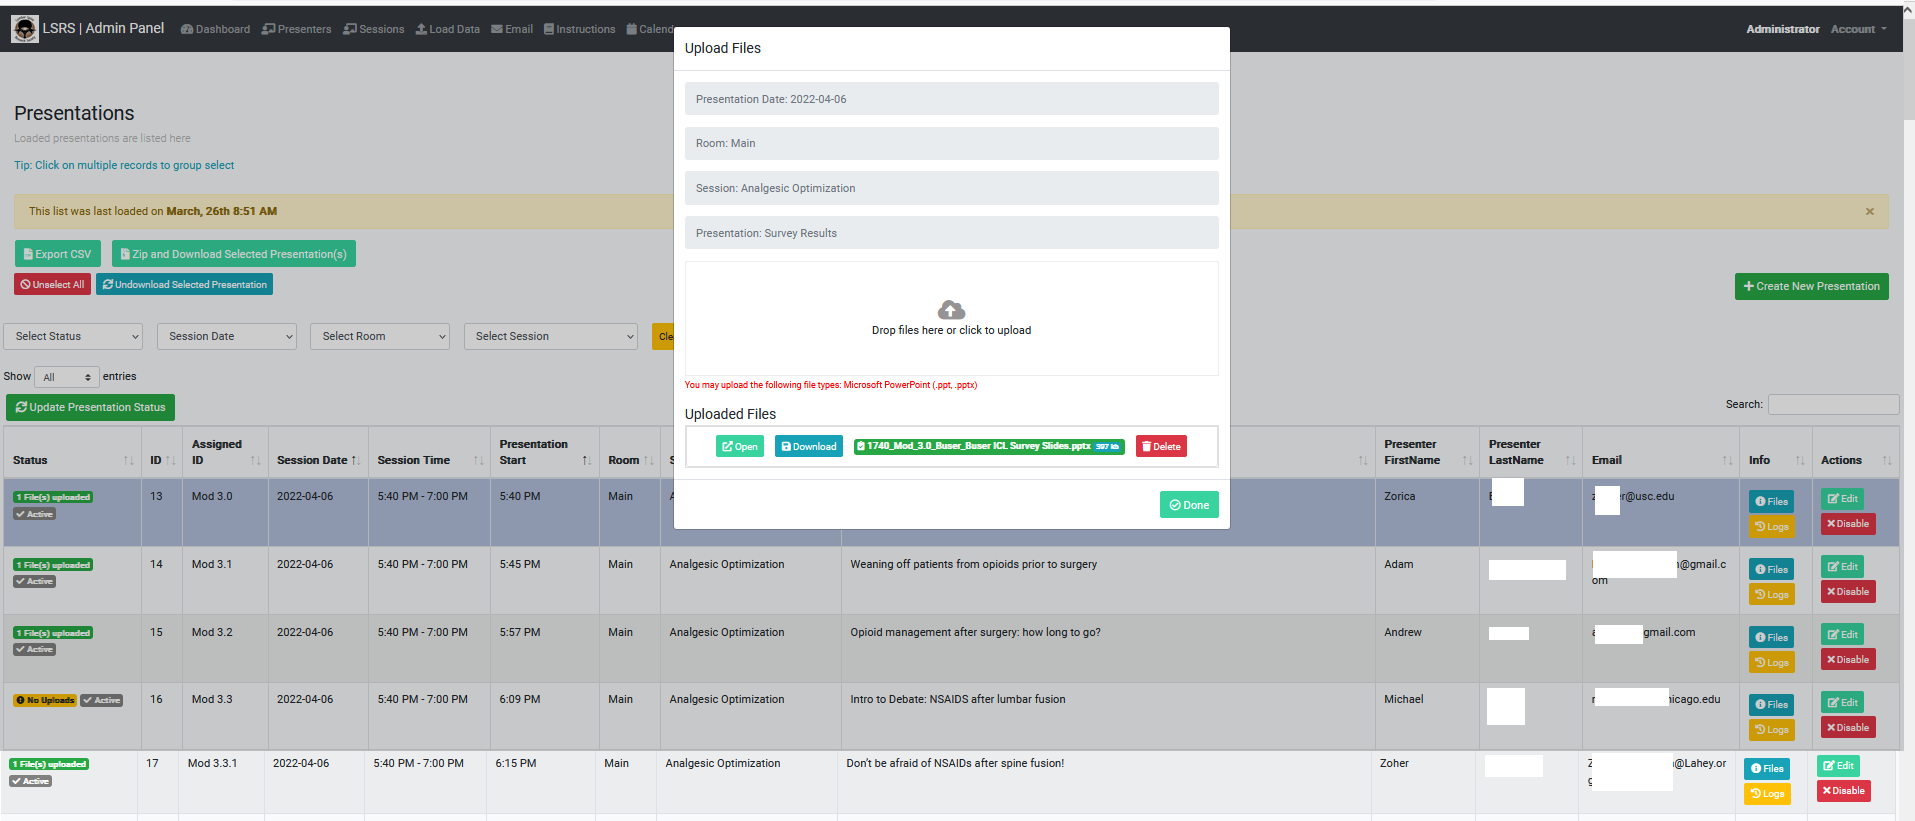 LSRS | Admin Panel
Dashboard
Presenters
Sessions
Load Data
Email
Instructions
Calend
Administrator
Account
Upload Files
Presentation Date: 2022-04-06
Room: Main
Session: Analgesic Optimization
Presentation: Survey Results
Drop files here or click to upload
You may upload the following file types: Microsoft PowerPoint (.ppt, .pptx)
Uploaded Files
Open
Download
1740_Mod_3.0_Buser_Buser ICL Survey Slides.pptx 397 kb
Delete
Done
Presentations
Loaded presentations are listed here
Tip: Click on multiple records to group select
This list was last loaded on March, 26th 8:51 AM
×
Export CSV
Zip and Download Selected Presentation(s)
Unselect All
Undownload Selected Presentation
Create New Presentation
Select Status
Session Date
Select Room
Select Session
Cle
Show All entries
Update Presentation Status
Search:
Status
ID
Assigned
ID
Session Date
Session Time
Presentation
Start
Room
S
Presenter
FirstName
Presenter
LastName
Email
Info
Actions
1 File(s) uploaded
Active
13
Mod 3.0
2022-04-06
5:40 PM - 7:00 PM
5:40 PM
Main
A
Zorica
er@usc.edu
Files
Logs
Edit
Disable
1 File(s) uploaded
Active
14
Mod 3.1
2022-04-06
5:40 PM - 7:00 PM
5:45 PM
Main
Analgesic Optimization
Weaning off patients from opioids prior to surgery
Adam
@gmail.c
om
Files
Logs
Edit
Disable
1 File(s) uploaded
Active
15
Mod 3.2
2022-04-06
5:40 PM - 7:00 PM
5:57 PM
Main
Analgesic Optimization
Opioid management after surgery: how long to go?
Andrew
a
gmail.com
Files
Logs
Edit
Disable
No Uploads
Active
16
Mod 3.3
2022-04-06
5:40 PM - 7:00 PM
6:09 PM
Main
Analgesic Optimization
Intro to Debate: NSAIDS after lumbar fusion
Michael
icago.edu
Files
Logs
Edit
Disable
1 File(s) uploaded
Active
17
Mod 3.3.1
2022-04-06
5:40 PM - 7:00 PM
6:15 PM
Main
Analgesic Optimization
Don't be afraid of NSAIDs after spine fusion!
Zoher
Z
@Lahey.or
g
Files
Logs
Edit
Disable